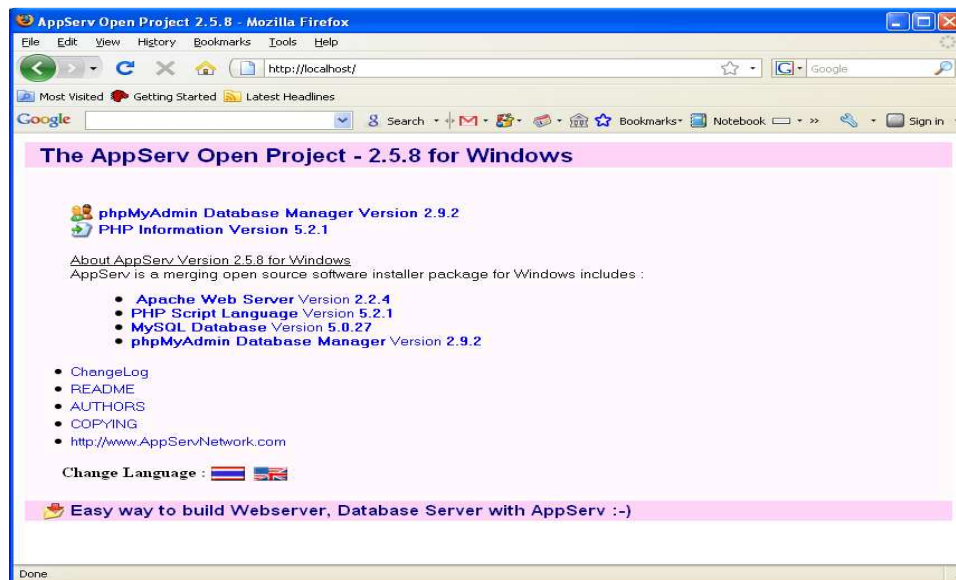 AppServ Open Project 2.5.8 - Mozilla Firefox
File Edit View History Bookmarks Tools Help
http://localhost/ Google
Most Visited Getting Started Latest Headlines
Google Search Bookmarks Notebook » Sign in
The AppServ Open Project - 2.5.8 for Windows
phpMyAdmin Database Manager Version 2.9.2
PHP Information Version 5.2.1
About AppServ Version 2.5.8 for Windows
AppServ is a merging open source software installer package for Windows includes :
Apache Web Server Version 2.2.4
PHP Script Language Version 5.2.1
MySQL Database Version 5.0.27
phpMyAdmin Database Manager Version 2.9.2
ChangeLog
README
AUTHORS
COPYING
http://www.AppServNetwork.com
Change Language :
Easy way to build Webserver, Database Server with AppServ :-)
Done